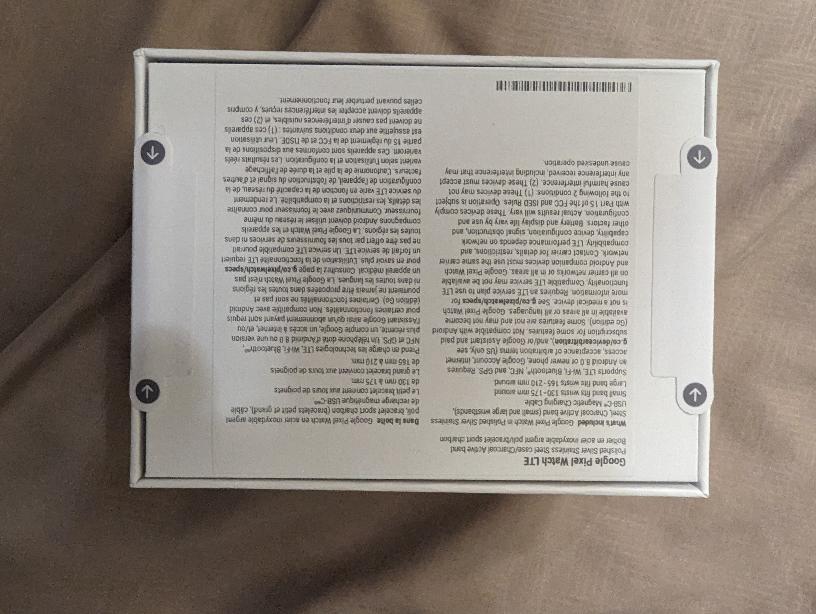 Google Pixel Watch LTE
Polished Silver Stainless Steel case/Charcoal Active band
Boîtier en acier inoxydable argent poli/bracelet sport charbon
What's included Google Pixel Watch in Polished Silver Stainless
Steel, Charcoal Active band (small and large wristbands),
USB-C® Magnetic Charging Cable
Small band fits wrists 130–175 mm around
Large band fits wrists 165–210 mm around
Supports LTE, Wi-Fi, Bluetooth®, NFC, and GPS. Requires
an Android 8.0 or newer phone, Google Account, internet
access, acceptance of arbitration terms (US only, see
g.co/devicearbitration), and/or Google Assistant and paid
subscription for some features. Not compatible with Android
(Go edition). Some features are not and may not become
available in all areas or all languages. Google Pixel Watch
is not a medical device. See g.co/pixelwatch/specs for
more information. Requires an LTE service plan to use LTE
functionality. Compatible LTE service may not be available
on all carrier networks or in all areas. Google Pixel Watch
and Android companion devices must use the same carrier
network. Contact carrier for details, restrictions, and
compatibility. LTE performance depends on network
capability, device configuration, signal obstruction, and
other factors. Battery and display life vary by use and
configuration. Actual results will vary. These devices comply
with Part 15 of the FCC and ISED Rules. Operation is subject
to the following 2 conditions: (1) These devices may not
cause harmful interference. (2) These devices must accept
any interference received, including interference that may
cause undesired operation.
Dans la boîte Google Pixel Watch en acier inoxydable argent
poli, bracelet sport charbon (bracelets petit et grand), câble
de recharge magnétique USB-CMD
Le petit bracelet convient aux tours de poignets
de 130 mm à 175 mm.
Le grand bracelet convient aux tours de poignets
de 165 mm à 210 mm.
Prend en charge les technologies LTE, Wi-Fi, BluetoothMD,
NFC et GPS. Un téléphone doté d'Android 8.0 ou une version
plus récente, un compte Google, un accès à Internet, et/ou
l'Assistant Google ainsi qu'un abonnement payant sont requis
pour certaines fonctionnalités. Non compatible avec Android
(édition Go). Certaines fonctionnalités ne sont pas et
pourraient ne jamais être proposées dans toutes les régions
ni dans toutes les langues. La Google Pixel Watch n'est pas
un appareil médical. Consultez la page g.co/pixelwatch/specs
pour en savoir plus. L'utilisation de la fonctionnalité LTE requiert
un forfait de service LTE. Un service LTE compatible pourrait
ne pas être offert par tous les fournisseurs de services ni dans
toutes les régions. La Google Pixel Watch et les appareils
compagnons Android doivent utiliser le réseau du même
fournisseur. Communiquez avec le fournisseur pour connaître
les détails, les restrictions et la compatibilité. Le rendement
du service LTE varie en fonction de la capacité du réseau, de la
configuration de l'appareil, de l'obstruction du signal et d'autres
facteurs. L'autonomie de la pile et la durée de l'affichage
varient selon l'utilisation et la configuration. Les résultats réels
varieront. Ces appareils sont conformes aux dispositions de la
partie 15 du règlement de la FCC et de l'ISDE. Leur utilisation
est assujettie aux deux conditions suivantes : (1) ces appareils
ne doivent pas causer d'interférences nuisibles, et (2) ces
appareils doivent accepter les interférences reçues, y compris
celles pouvant perturber leur fonctionnement.